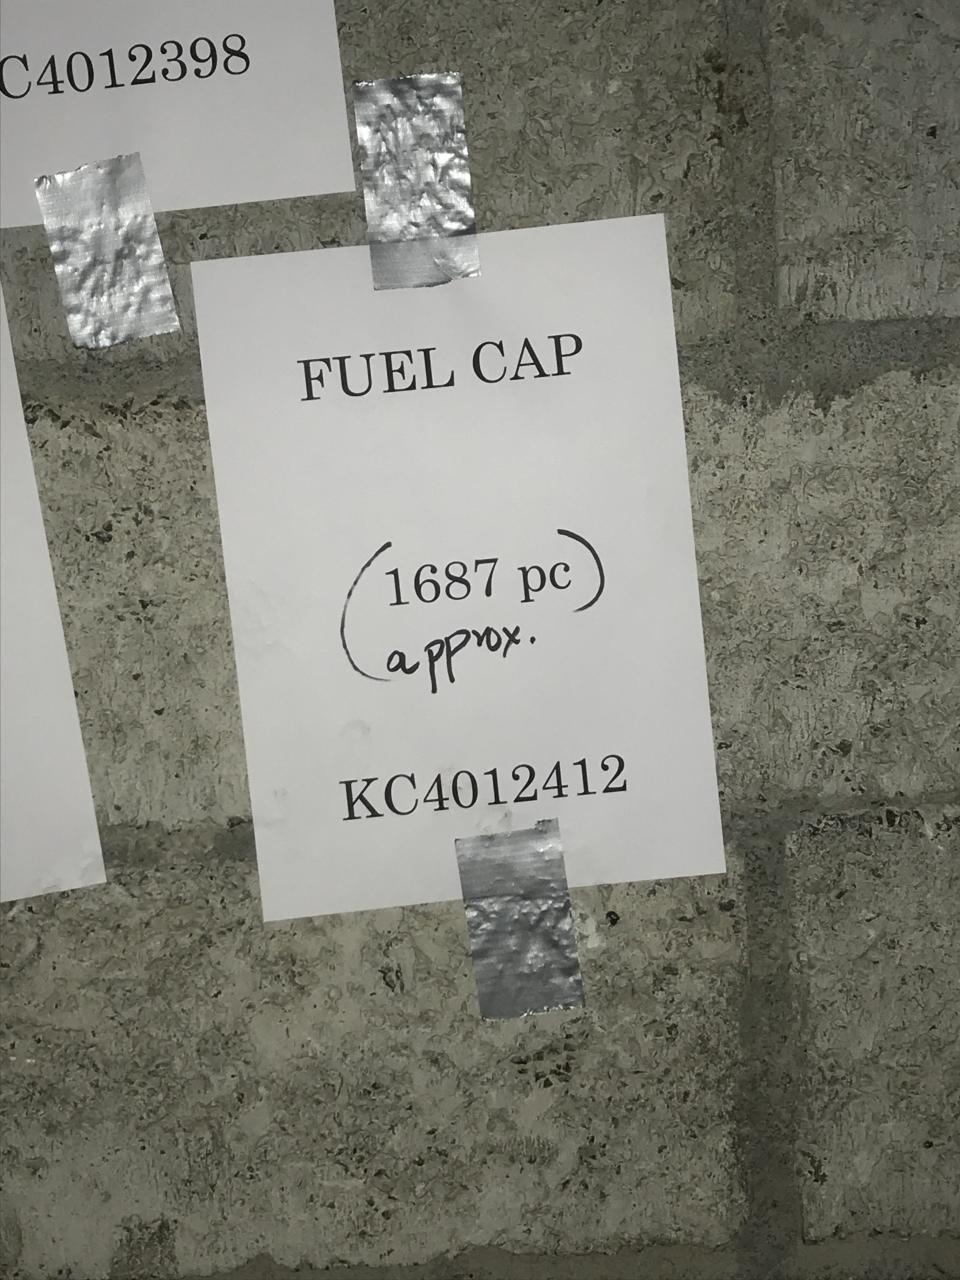 C4012398
FUEL CAP
(1687 pc)
approx.
KC4012412